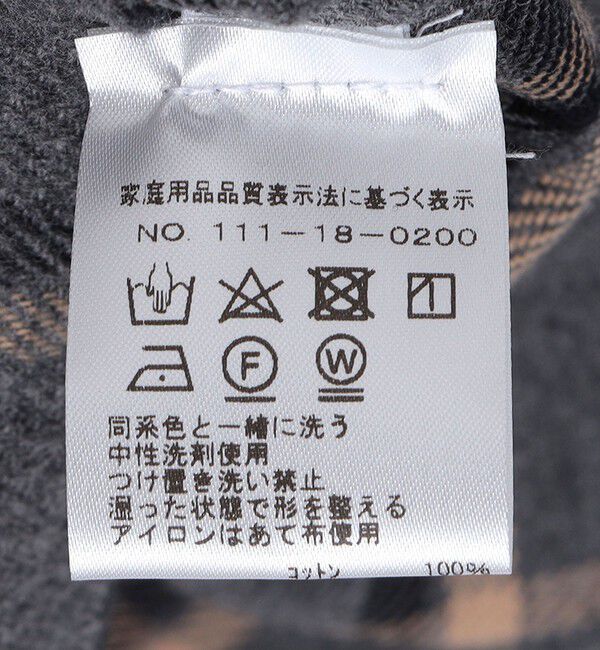 家庭用品品質表示法に基づく表示
NO. 111-18-0200
F W
同系色と一緒に洗う
中性洗剤使用
つけ置き洗い禁止
湿った状態で形を整える
アイロンはあて布使用
コットン 100%